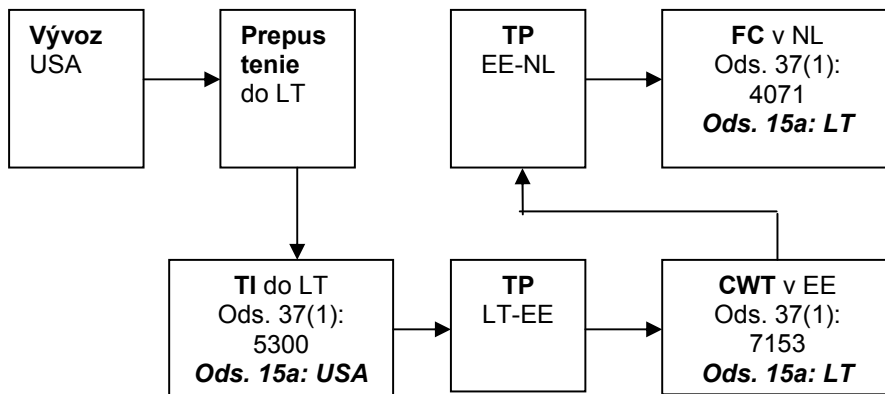 Vývoz
USA
Prepus
tenie
do LT
TP
EE-NL
FC v NL
Ods. 37(1):
4071
Ods. 15a: LT
TI do LT
Ods. 37(1):
5300
Ods. 15a: USA
TP
LT-EE
CWT v EE
Ods. 37(1):
7153
Ods. 15a: LT